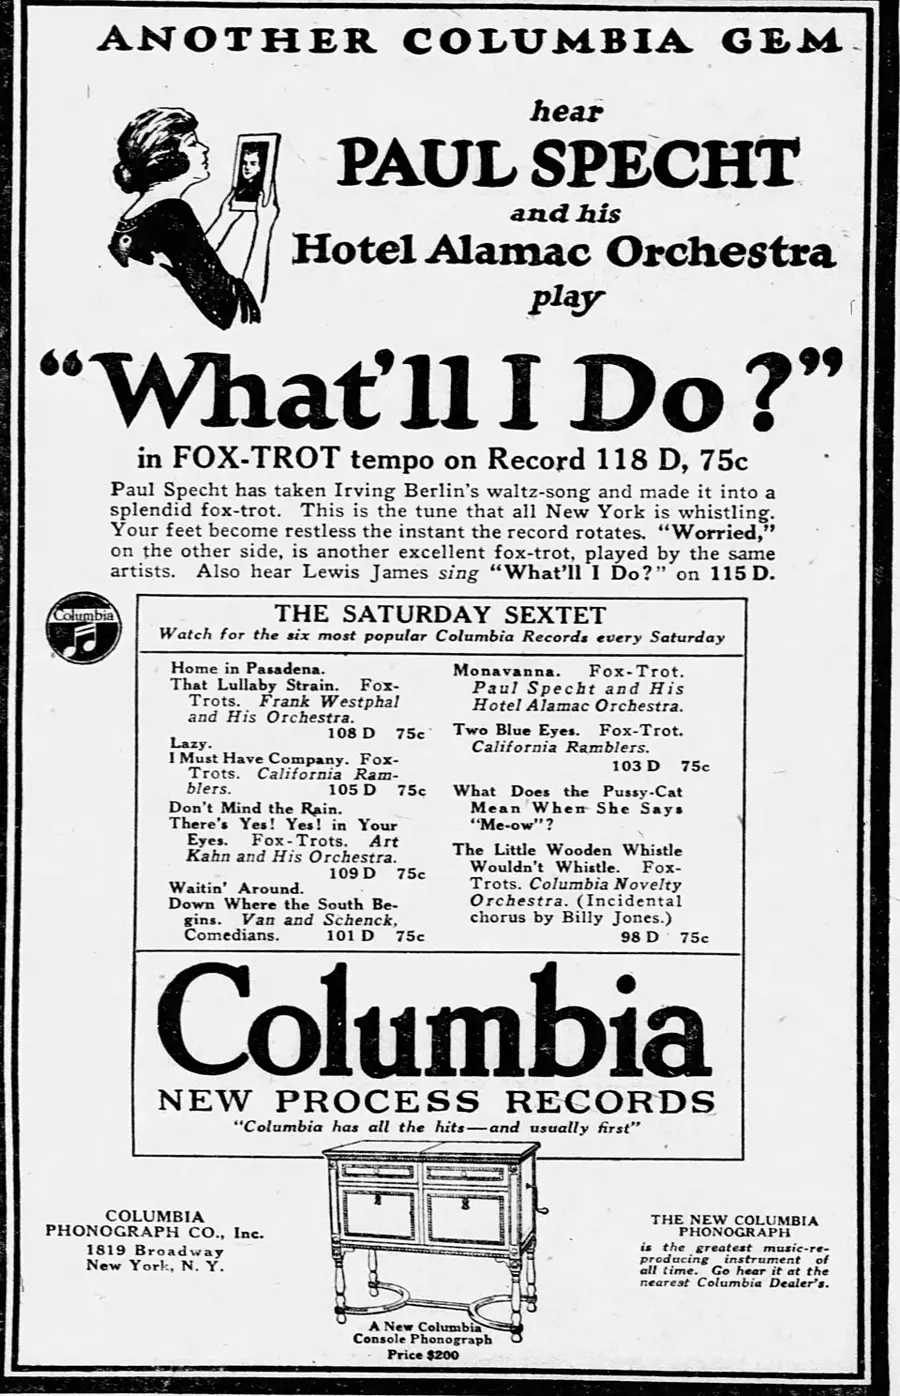 ANOTHER COLUMBIA GEM
hear
PAUL SPECHT
and his
Hotel Alamac Orchestra
play
"What'll I Do?"
in FOX-TROT tempo on Record 118 D, 75c
Paul Specht has taken Irving Berlin's waltz-song and made it into a
splendid fox-trot. This is the tune that all New York is whistling.
Your feet become restless the instant the record rotates. "Worried,"
on the other side, is another excellent fox-trot, played by the same
artists. Also hear Lewis James sing "What'll I Do?" on 115 D.
Columbia
THE SATURDAY SEXTET
Watch for the six most popular Columbia Records every Saturday
Home in Pasadena.
That Lullaby Strain. Fox-
Trots. Frank Westphal
and His Orchestra.
108 D 75c
Lazy.
I Must Have Company. Fox-
Trots. California Ram-
blers. 105 D 75c
Don't Mind the Rain.
There's Yes! Yes! in Your
Eyes. Fox-Trots. Art
Kahn and His Orchestra.
109 D 75c
Waitin' Around.
Down Where the South Be-
gins. Van and Schenck,
Comedians. 101 D 75c
Monavanna. Fox-Trot.
Paul Specht and His
Hotel Alamac Orchestra.
Two Blue Eyes. Fox-Trot.
California Ramblers.
103 D 75c
What Does the Pussy-Cat
Mean When She Says
"Me-ow"?
The Little Wooden Whistle
Wouldn't Whistle. Fox-
Trots. Columbia Novelty
Orchestra. (Incidental
chorus by Billy Jones.)
98 D 75c
Columbia
NEW PROCESS RECORDS
"Columbia has all the hits—and usually first"
COLUMBIA
PHONOGRAPH CO., Inc.
1819 Broadway
New York, N. Y.
A New Columbia
Console Phonograph
Price $200
THE NEW COLUMBIA
PHONOGRAPH
is the greatest music-re-
producing instrument of
all time. Go hear it at the
nearest Columbia Dealer's.